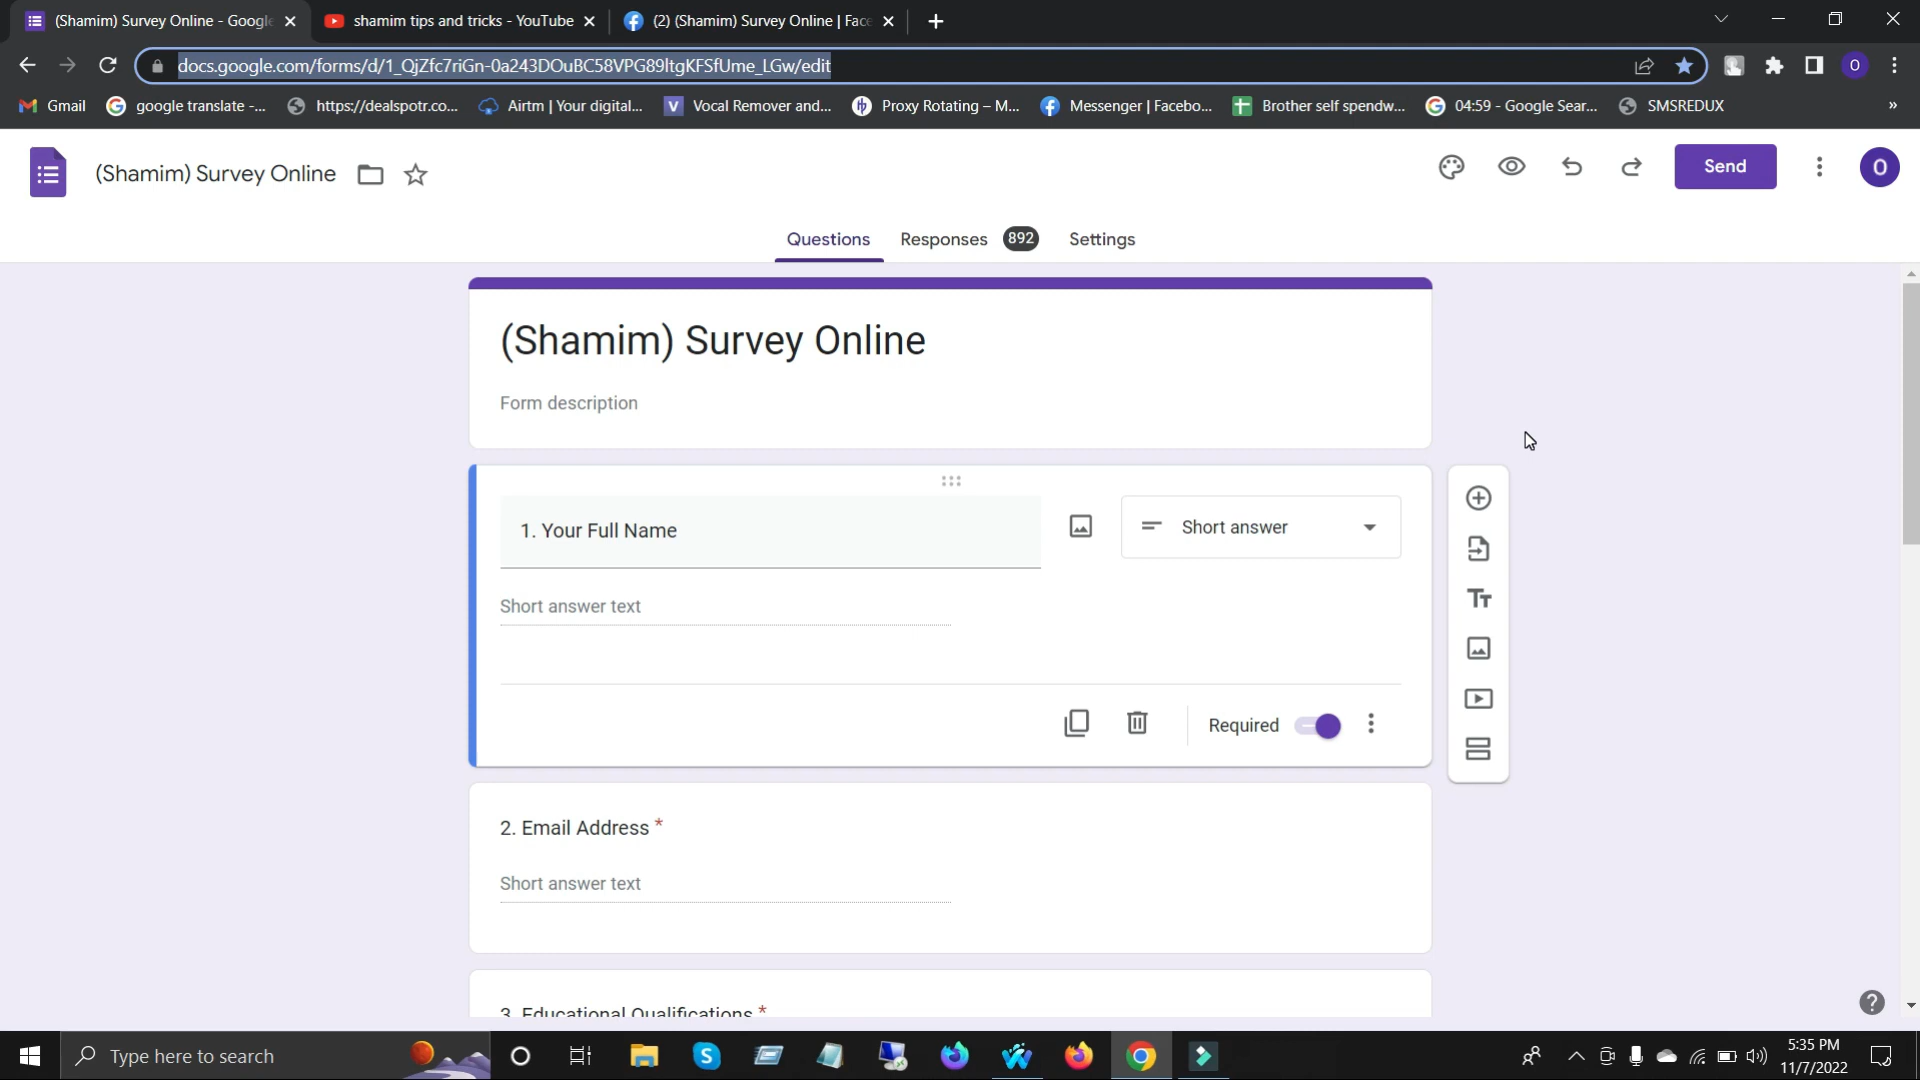 (Shamim) Survey Online - Google
shamim tips and tricks - YouTube
(2) (Shamim) Survey Online | Face
docs.google.com/forms/d/1_QjZfc7riGn-0a243DOuBC58VPG89ltgKFSfUme_LGw/edit
O
Gmail
google translate -...
https://dealspotr.co...
Airtm | Your digital...
V
Vocal Remover and...
Proxy Rotating – M...
Messenger | Facebo...
Brother self spendw...
04:59 - Google Sear...
SMSREDUX
»
(Shamim) Survey Online
Send
O
Questions
Responses 892
Settings
(Shamim) Survey Online
Form description
1. Your Full Name
Short answer
Short answer text
Required
2. Email Address *
Short answer text
3. Educational Qualifications *
Type here to search
5:35 PM
11/7/2022